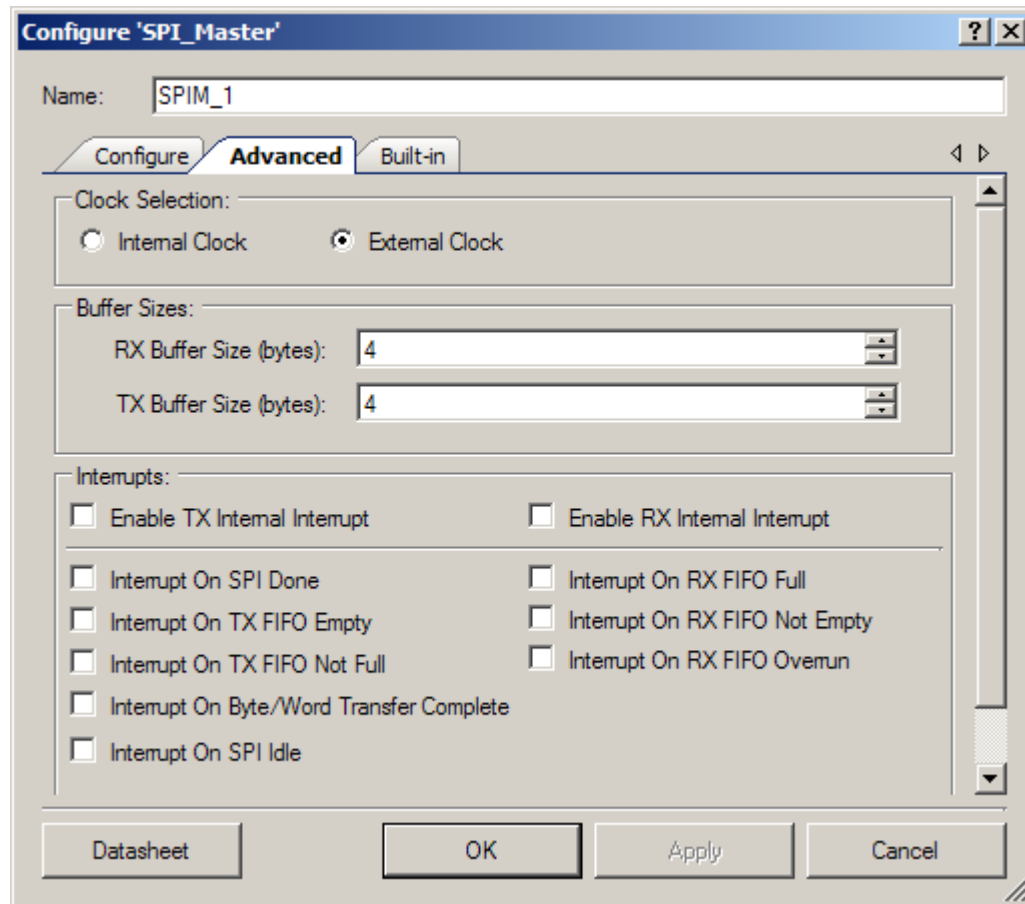 Configure 'SPI_Master'
Name: SPIM_1
Configure Advanced Built-in
Clock Selection:
Internal Clock External Clock
Buffer Sizes:
RX Buffer Size (bytes): 4
TX Buffer Size (bytes): 4
Interrupts:
Enable TX Internal Interrupt Enable RX Internal Interrupt
Interrupt On SPI Done Interrupt On RX FIFO Full
Interrupt On TX FIFO Empty Interrupt On RX FIFO Not Empty
Interrupt On TX FIFO Not Full Interrupt On RX FIFO Overrun
Interrupt On Byte/Word Transfer Complete
Interrupt On SPI Idle
Datasheet OK Apply Cancel